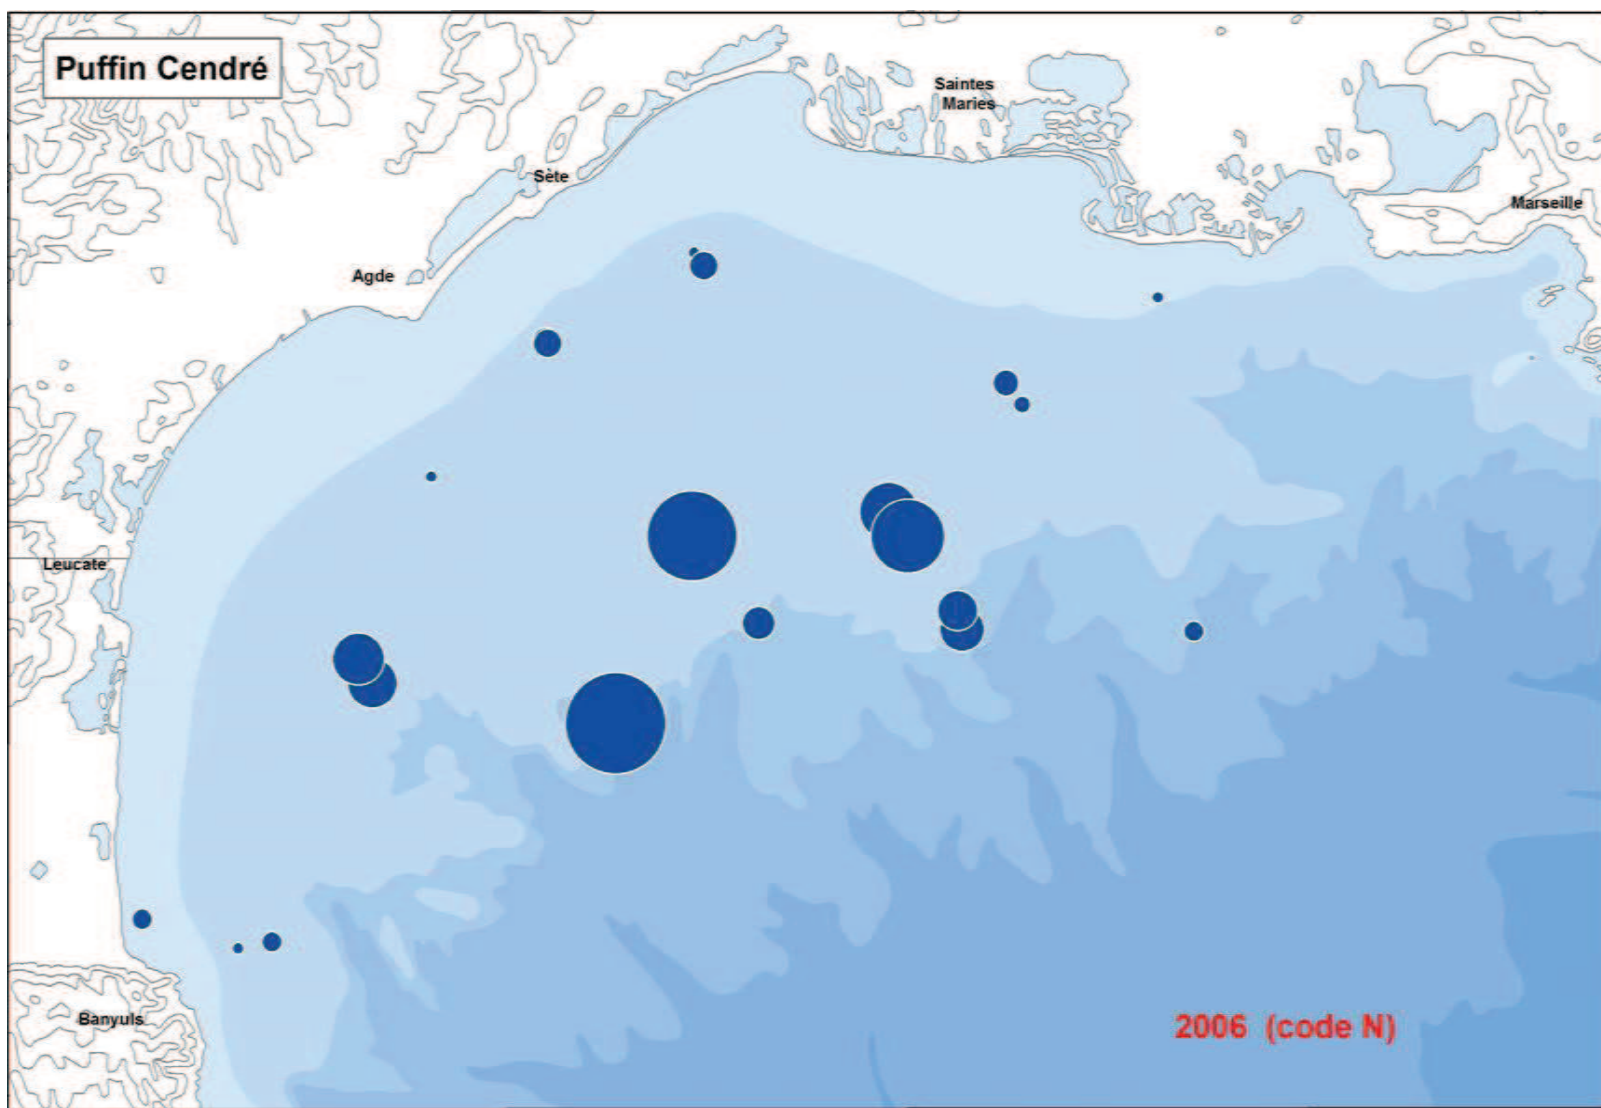 Puffin Cendré
Saintes
Maries
Sète
Marseille
Agde
Leucate
Banyuls
2006 (code N)